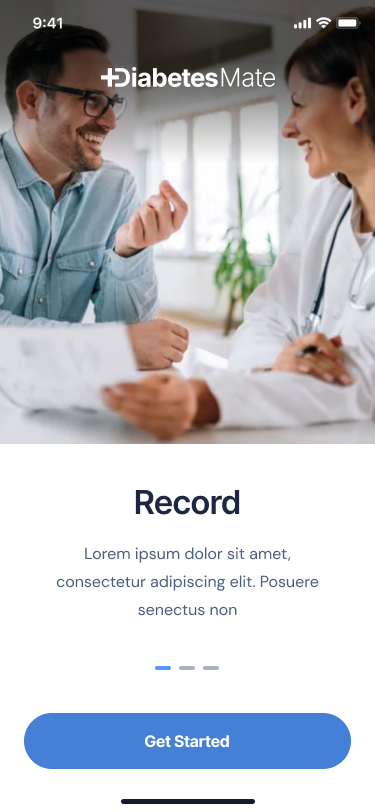 9:41
DiabetesMate
Record
Lorem ipsum dolor sit amet,
consectetur adipiscing elit. Posuere
senectus non
Get Started